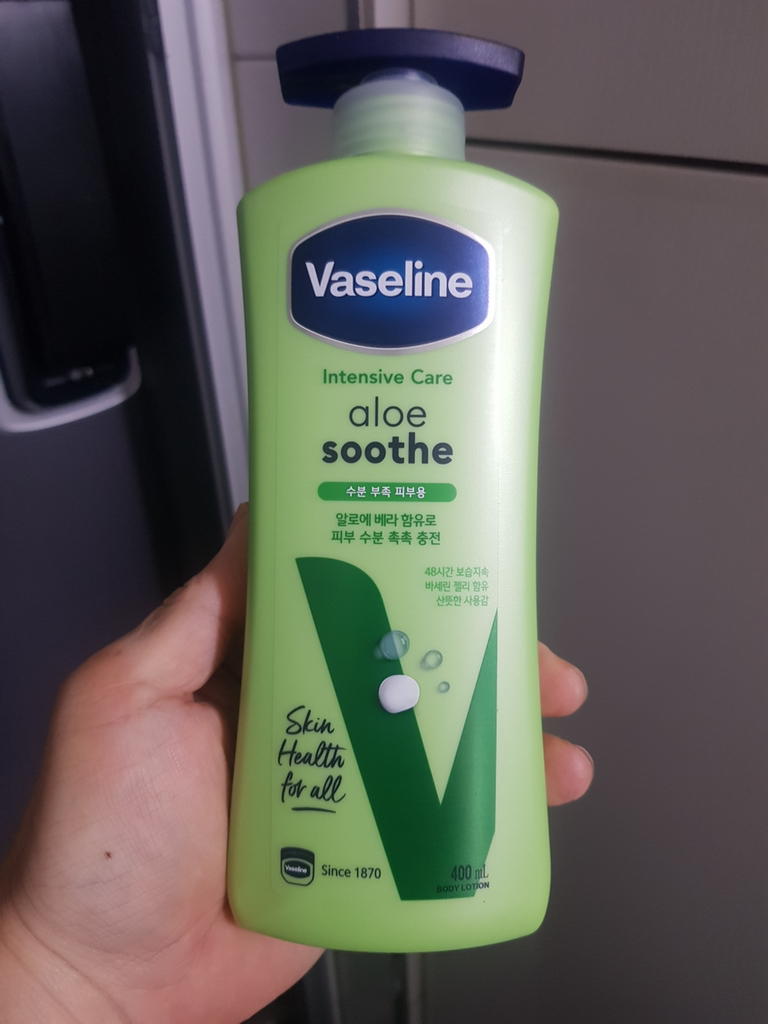 Vaseline
Intensive Care
aloe
soothe
수분 부족 피부용
알로에 베라 함유로
피부 수분 촉촉 충전
48시간 보습지속
바세린 젤리 함유
산뜻한 사용감
Skin
Health
for all
Vaseline
Since 1870
400 mL
BODY LOTION